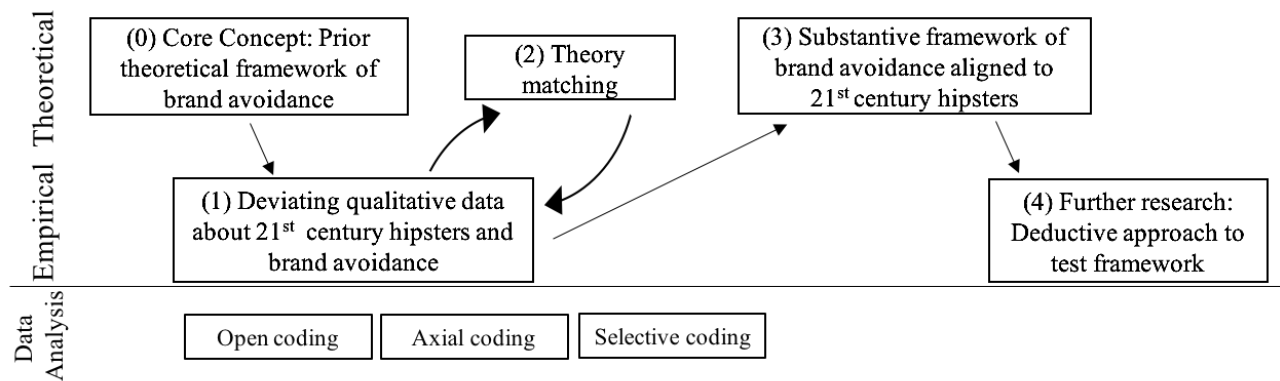 Theoretical
(0) Core Concept: Prior
theoretical framework of
brand avoidance
(2) Theory
matching
(3) Substantive framework of
brand avoidance aligned to
21st century hipsters
Empirical
(1) Deviating qualitative data
about 21st century hipsters and
brand avoidance
(4) Further research:
Deductive approach to
test framework
Data
Analysis
Open coding
Axial coding
Selective coding